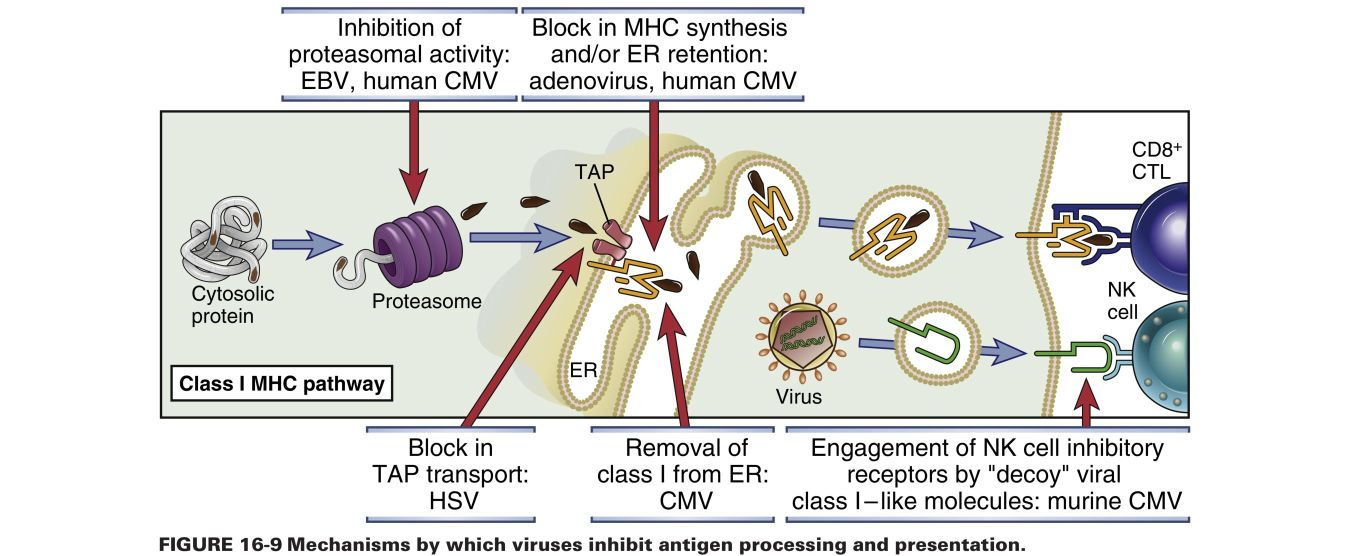 Inhibition of
proteasomal activity:
EBV, human CMV
Block in MHC synthesis
and/or ER retention:
adenovirus, human CMV
CD8+
CTL
TAP
Cytosolic
protein
Proteasome
NK
cell
ER
Class I MHC pathway
Virus
Block in
TAP transport:
HSV
Removal of
class I from ER:
CMV
Engagement of NK cell inhibitory
receptors by "decoy" viral
class I–like molecules: murine CMV
FIGURE 16-9 Mechanisms by which viruses inhibit antigen processing and presentation.